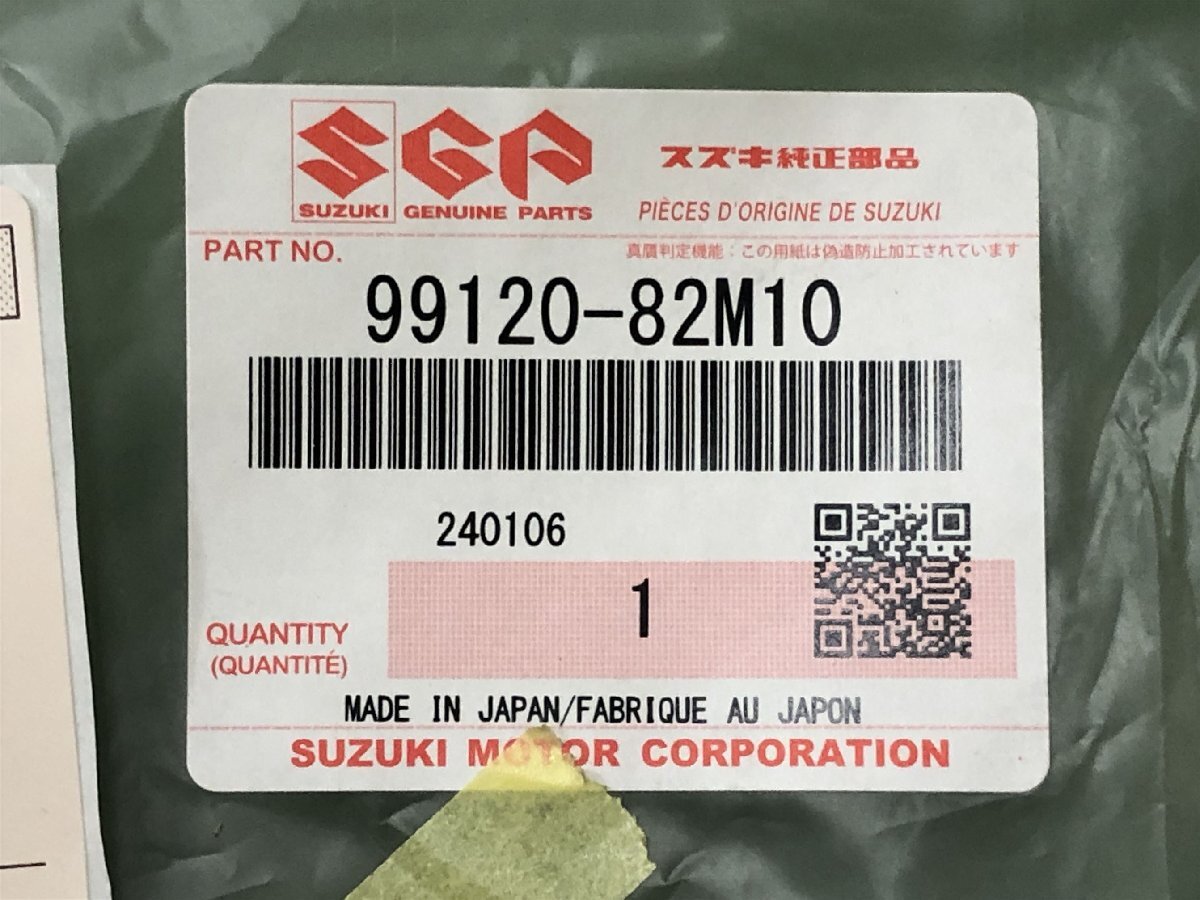 SGP
SUZUKI GENUINE PARTS
スズキ純正部品
PIÈCES D'ORIGINE DE SUZUKI
PART NO.
真贋判定機能：この用紙は偽造防止加工されています
99120-82M10
240106
1
QUANTITY
(QUANTITÉ)
MADE IN JAPAN/FABRIQUE AU JAPON
SUZUKI MOTOR CORPORATION